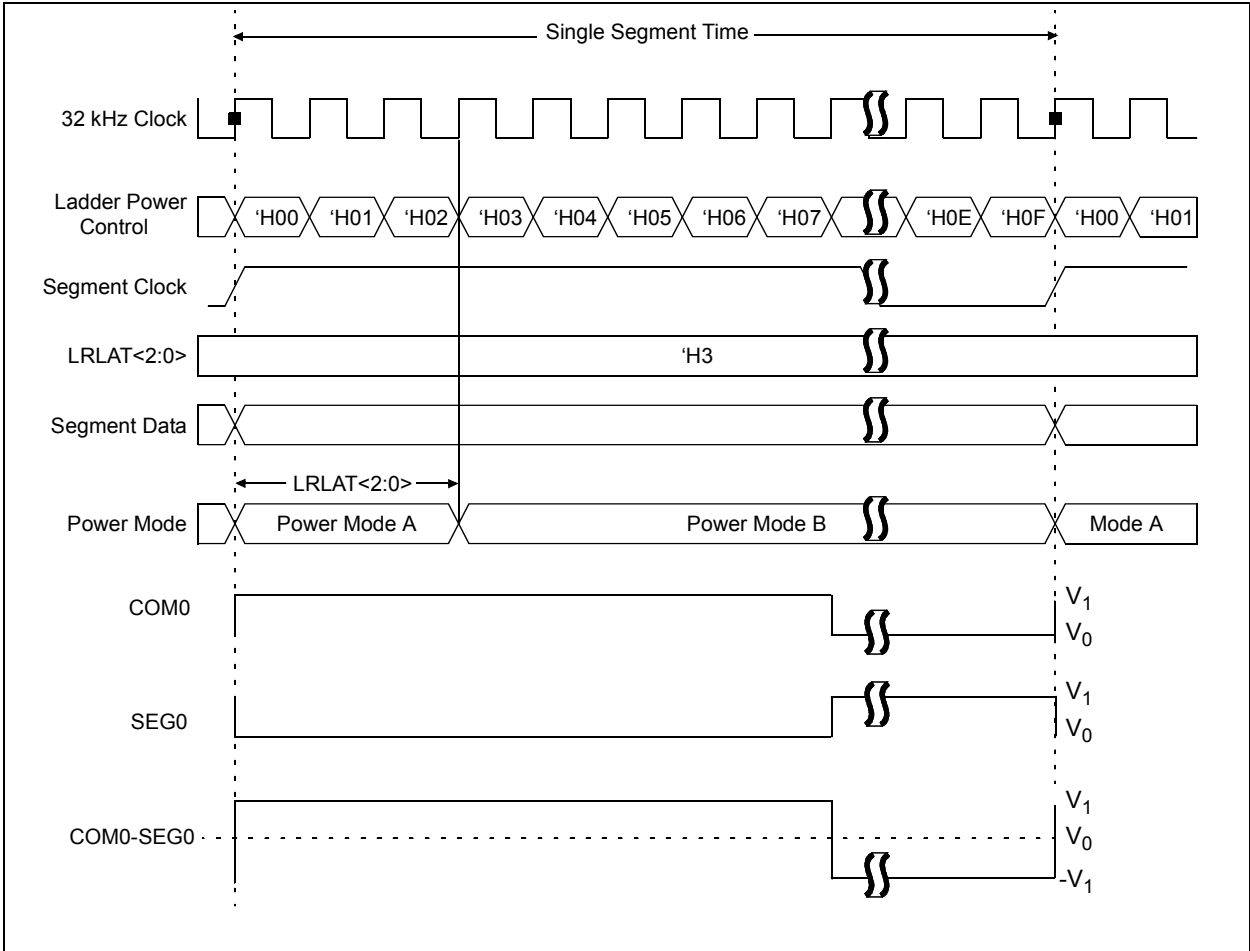 Single Segment Time
32 kHz Clock
Ladder Power
Control
‘H00 ‘H01 ‘H02 ‘H03 ‘H04 ‘H05 ‘H06 ‘H07 ‘H0E ‘H0F ‘H00 ‘H01
Segment Clock
LRLAT<2:0> ‘H3
Segment Data
LRLAT<2:0>
Power Mode Power Mode A Power Mode B Mode A
COM0
V1
V0
SEG0
V1
V0
COM0-SEG0
V1
V0
-V1